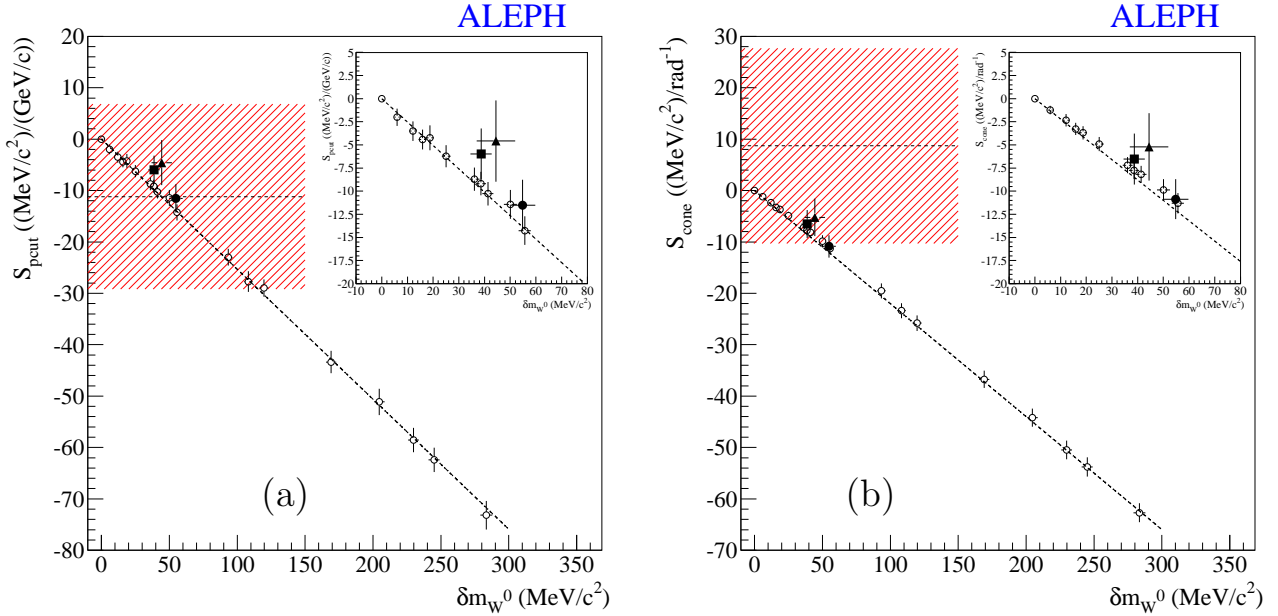 ALEPH
S_pcut ((MeV/c²)/(GeV/c))
20
10
0
-10
-20
-30
-40
-50
-60
-70
-80
0 50 100 150 200 250 300 350
δm_W⁰ (MeV/c²)
(a)
S_pcut ((MeV/c²)/(GeV/c)
5
2.5
0
-2.5
-5
-7.5
-10
-12.5
-15
-17.5
-20
-10 0 10 20 30 40 50 60 70 80
δm_W⁰ (MeV/c²)
ALEPH
S_cone ((MeV/c²)/rad⁻¹)
30
20
10
0
-10
-20
-30
-40
-50
-60
-70
0 50 100 150 200 250 300 350
δm_W⁰ (MeV/c²)
(b)
S_cone ((MeV/c²)/rad⁻¹)
5
2.5
0
-2.5
-5
-7.5
-10
-12.5
-15
-17.5
-20
-10 0 10 20 30 40 50 60 70 80
δm_W⁰ (MeV/c²)